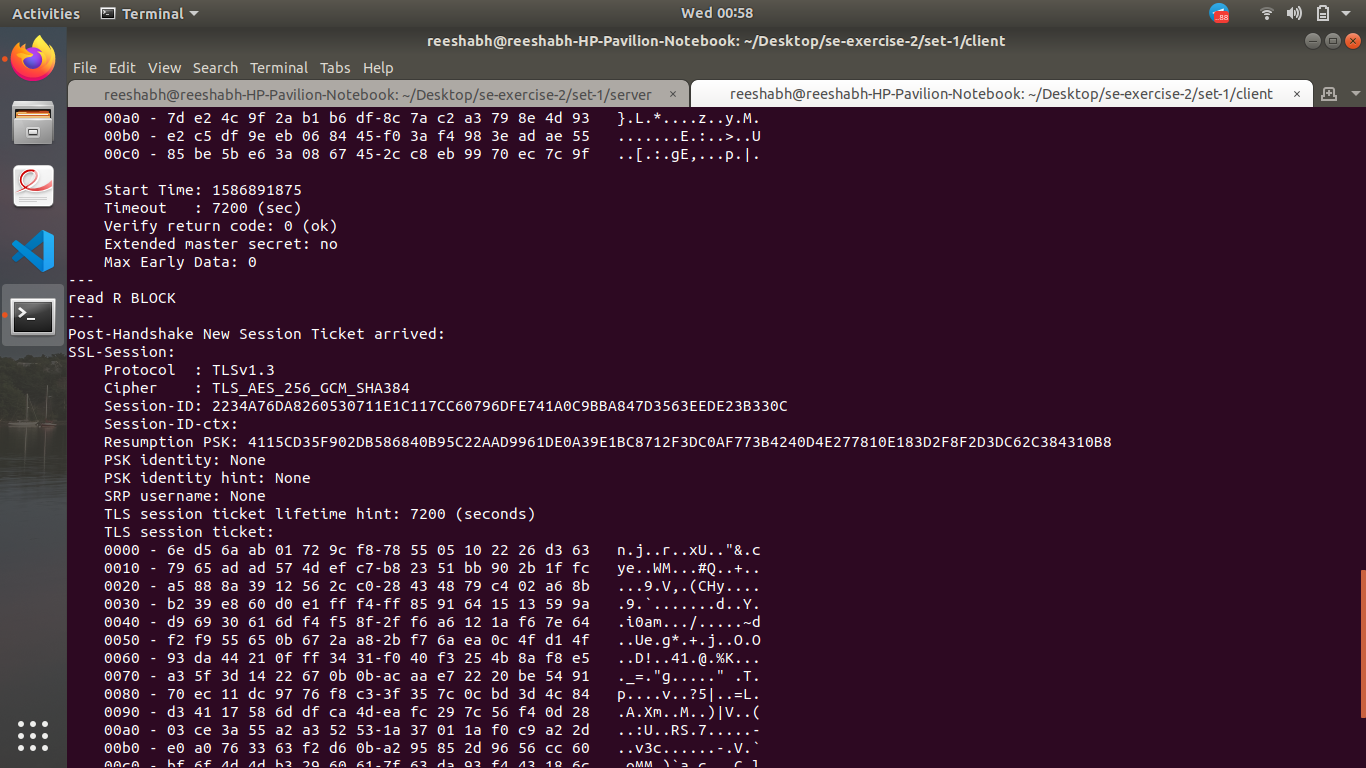 Activities Terminal Wed 00:58 .88
reeshabh@reeshabh-HP-Pavilion-Notebook: ~/Desktop/se-exercise-2/set-1/client
File Edit View Search Terminal Tabs Help
reeshabh@reeshabh-HP-Pavilion-Notebook: ~/Desktop/se-exercise-2/set-1/server × reeshabh@reeshabh-HP-Pavilion-Notebook: ~/Desktop/se-exercise-2/set-1/client ×
00a0 - 7d e2 4c 9f 2a b1 b6 df-8c 7a c2 a3 79 8e 4d 93   }.L.*....z..y.M.
00b0 - e2 c5 df 9e eb 06 84 45-f0 3a f4 98 3e ad ae 55   .......E.:..>..U
00c0 - 85 be 5b e6 3a 08 67 45-2c c8 eb 99 70 ec 7c 9f   ..[.:.gE,...p.|.
Start Time: 1586891875
Timeout   : 7200 (sec)
Verify return code: 0 (ok)
Extended master secret: no
Max Early Data: 0
---
read R BLOCK
---
Post-Handshake New Session Ticket arrived:
SSL-Session:
Protocol  : TLSv1.3
Cipher    : TLS_AES_256_GCM_SHA384
Session-ID: 2234A76DA8260530711E1C117CC60796DFE741A0C9BBA847D3563EEDE23B330C
Session-ID-ctx:
Resumption PSK: 4115CD35F902DB586840B95C22AAD9961DE0A39E1BC8712F3DC0AF773B4240D4E277810E183D2F8F2D3DC62C384310B8
PSK identity: None
PSK identity hint: None
SRP username: None
TLS session ticket lifetime hint: 7200 (seconds)
TLS session ticket:
0000 - 6e d5 6a ab 01 72 9c f8-78 55 05 10 22 26 d3 63   n.j..r..xU.."&.c
0010 - 79 65 ad ad 57 4d ef c7-b8 23 51 bb 90 2b 1f fc   ye..WM...#Q..+..
0020 - a5 88 8a 39 12 56 2c c0-28 43 48 79 c4 02 a6 8b   ...9.V,.(CHy....
0030 - b2 39 e8 60 d0 e1 ff f4-ff 85 91 64 15 13 59 9a   .9.`.......d..Y.
0040 - d9 69 30 61 6d f4 f5 8f-2f f6 a6 12 1a f6 7e 64   .i0am.../.....~d
0050 - f2 f9 55 65 0b 67 2a a8-2b f7 6a ea 0c 4f d1 4f   ..Ue.g*.+.j..O.O
0060 - 93 da 44 21 0f ff 34 31-f0 40 f3 25 4b 8a f8 e5   ..D!..41.@.%K...
0070 - a3 5f 3d 14 22 67 0b 0b-ac aa e7 22 20 be 54 91   ._=."g....." .T.
0080 - 70 ec 11 dc 97 76 f8 c3-3f 35 7c 0c bd 3d 4c 84   p....v..?5|..=L.
0090 - d3 41 17 58 6d df ca 4d-ea fc 29 7c 56 f4 0d 28   .A.Xm..M..)|V..(
00a0 - 03 ce 3a 55 a2 a3 52 53-1a 37 01 1a f0 c9 a2 2d   ..:U..RS.7.....-
00b0 - e0 a0 76 33 63 f2 d6 0b-a2 95 85 2d 96 56 cc 60   ..v3c......-.V.`
00c0 - bf 6f 4d 4d b3 29 60 61-7f 63 da 93 f4 43 18 6c   .oMM.)`a.c...C.l